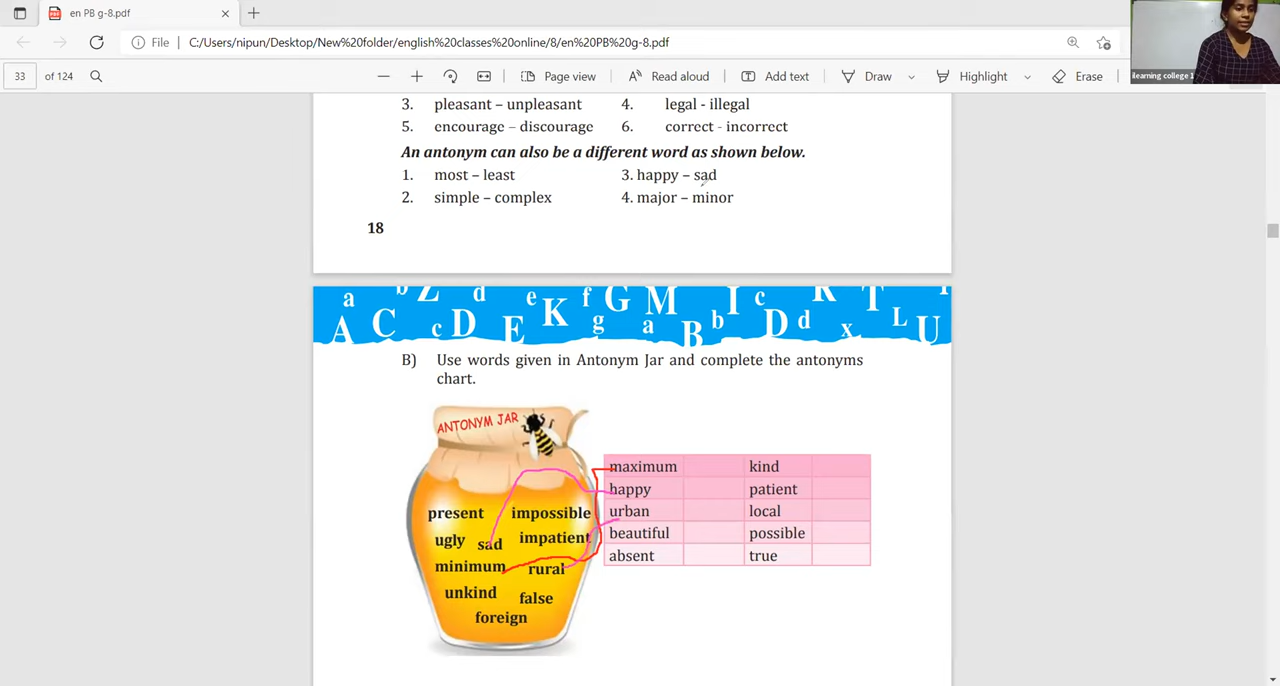 en PB g-8.pdf
File C:/Users/nipun/Desktop/New%20folder/english%20classes%20online/8/en%20PB%20g-8.pdf
33 of 124 Page view Read aloud Add text Draw Highlight Erase
ilearning college 1
3. pleasant – unpleasant 4. legal - illegal
5. encourage – discourage 6. correct - incorrect
An antonym can also be a different word as shown below.
1. most – least 3. happy – sad
2. simple – complex 4. major – minor
18
a b Z d e K f G M I c R T
A C c D E g a B b D d x L U
B) Use words given in Antonym Jar and complete the antonyms
chart.
ANTONYM JAR
present impossible
ugly sad impatient
minimum rural
unkind false
foreign
maximum kind
happy patient
urban local
beautiful possible
absent true